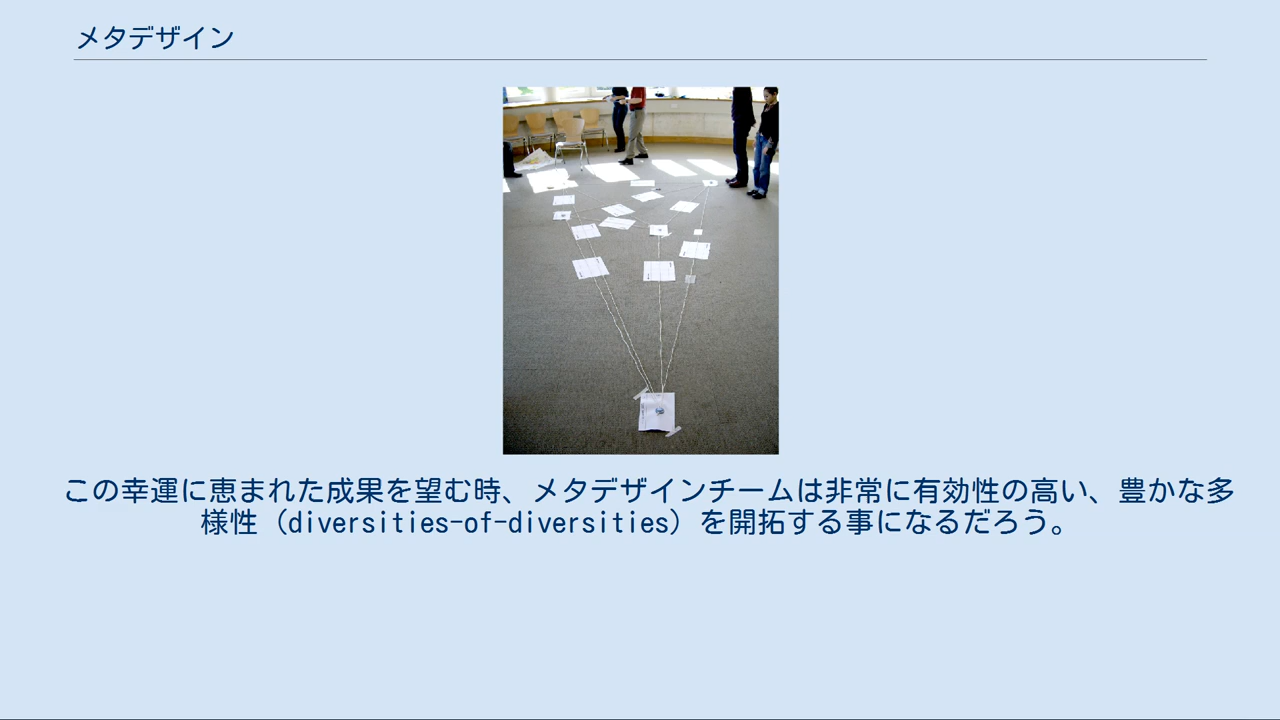 メタデザイン
この幸運に恵まれた成果を望む時、メタデザインチームは非常に有効性の高い、豊かな多
様性（diversities-of-diversities）を開拓する事になるだろう。